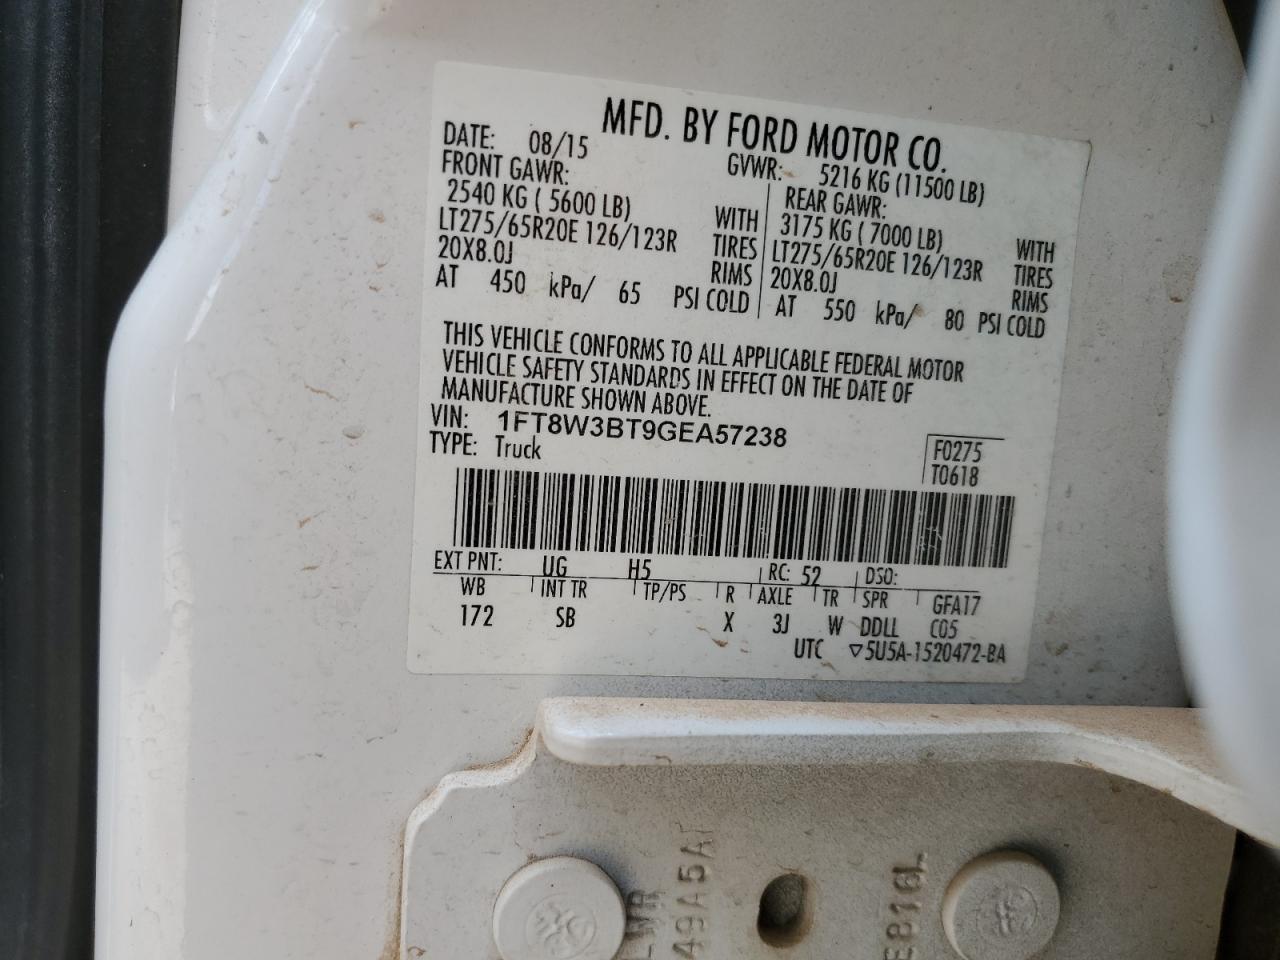 MFD. BY FORD MOTOR CO.
DATE: 08/15 GVWR: 5216 KG (11500 LB)
FRONT GAWR: REAR GAWR:
2540 KG ( 5600 LB) WITH 3175 KG ( 7000 LB) WITH
LT275/65R20E 126/123R TIRES LT275/65R20E 126/123R TIRES
20X8.0J RIMS 20X8.0J RIMS
AT 450 kPa/ 65 PSI COLD AT 550 kPa/ 80 PSI COLD
THIS VEHICLE CONFORMS TO ALL APPLICABLE FEDERAL MOTOR
VEHICLE SAFETY STANDARDS IN EFFECT ON THE DATE OF
MANUFACTURE SHOWN ABOVE.
VIN: 1FT8W3BT9GEA57238
TYPE: Truck
F0275
T0618
EXT PNT: UG H5 RC: 52 DSO:
WB INT TR TP/PS R AXLE TR SPR GFA17
172 SB X 3J W DDLL C05
UTC ▽5U5A-1520472-BA
49A5A
E816L